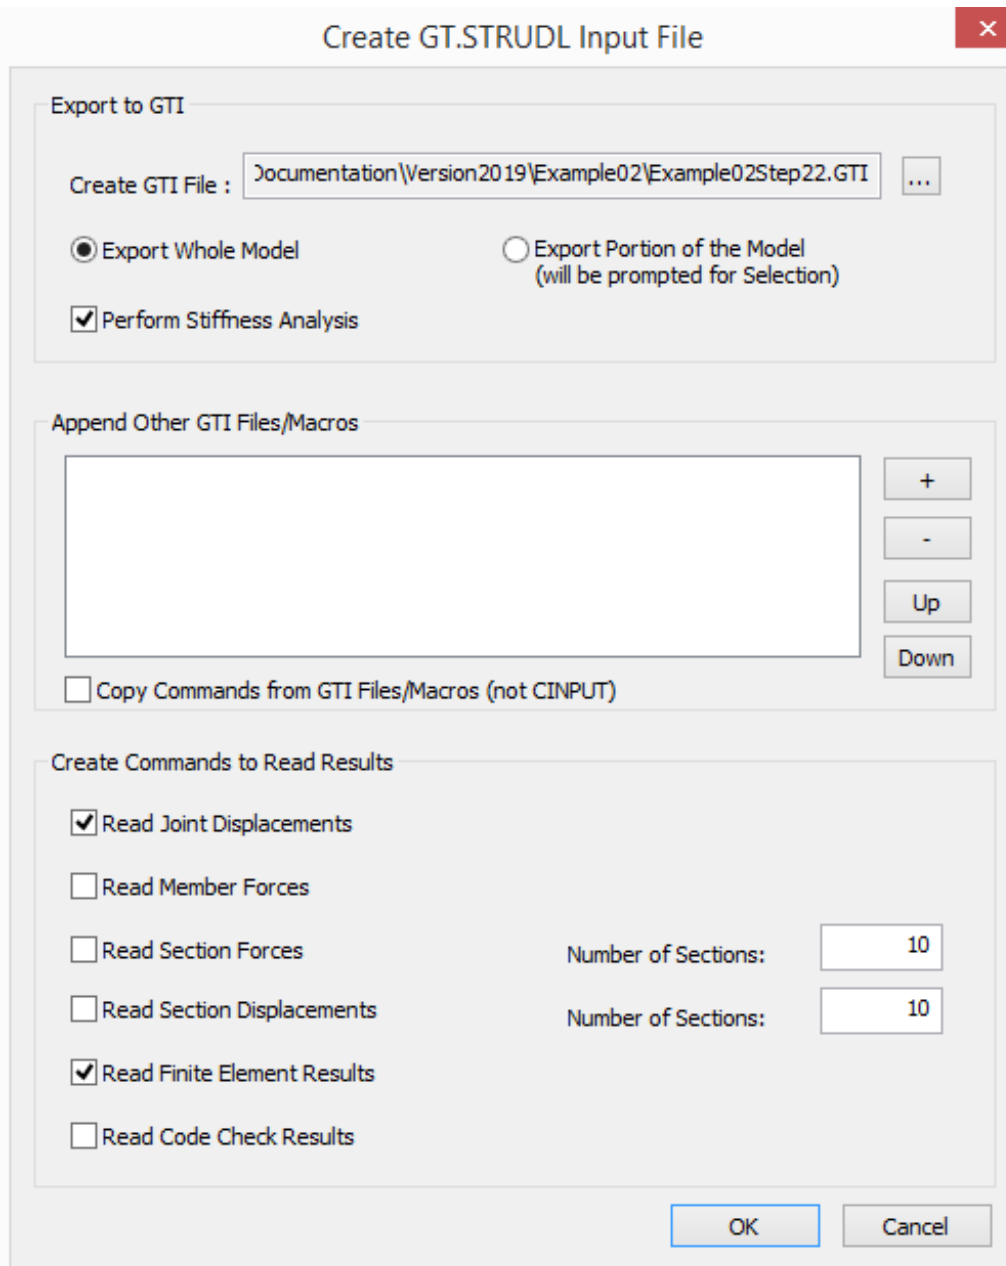 Create GT.STRUDL Input File
Export to GTI
Create GTI File : Documentation\Version2019\Example02\Example02Step22.GTI ...
Export Whole Model
Export Portion of the Model
(will be prompted for Selection)
Perform Stiffness Analysis
Append Other GTI Files/Macros
+
-
Up
Down
Copy Commands from GTI Files/Macros (not CINPUT)
Create Commands to Read Results
Read Joint Displacements
Read Member Forces
Read Section Forces Number of Sections: 10
Read Section Displacements Number of Sections: 10
Read Finite Element Results
Read Code Check Results
OK Cancel